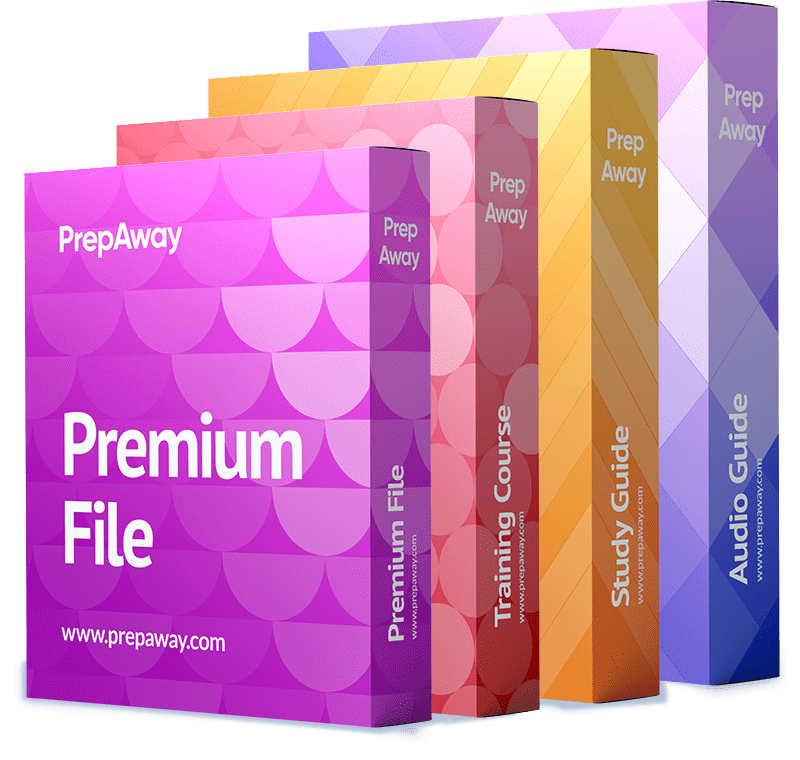 PrepAway
Premium
File
www.prepaway.com
Prep
Away
Premium File
www.prepaway.com
Prep
Away
Training Course
www.prepaway.com
Prep
Away
Study Guide
www.prepaway.com
Prep
Away
Audio Guide
www.prepaway.com